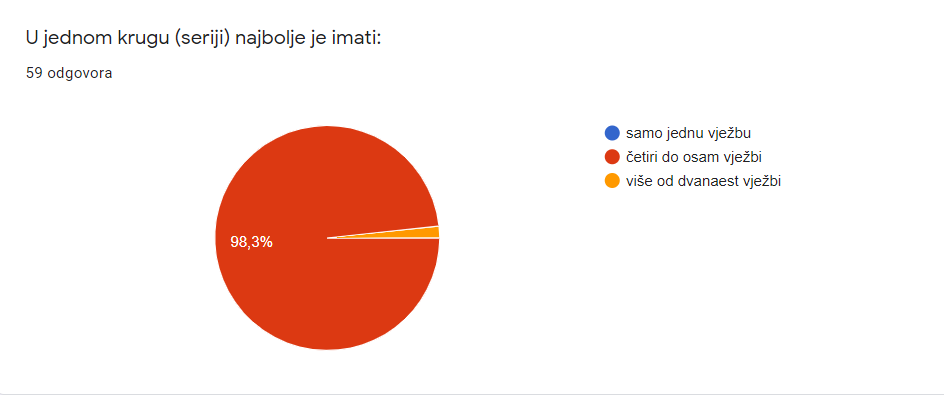 U jednom krugu (seriji) najbolje je imati:
59 odgovora
samo jednu vježbu
četiri do osam vježbi
više od dvanaest vježbi
98,3%